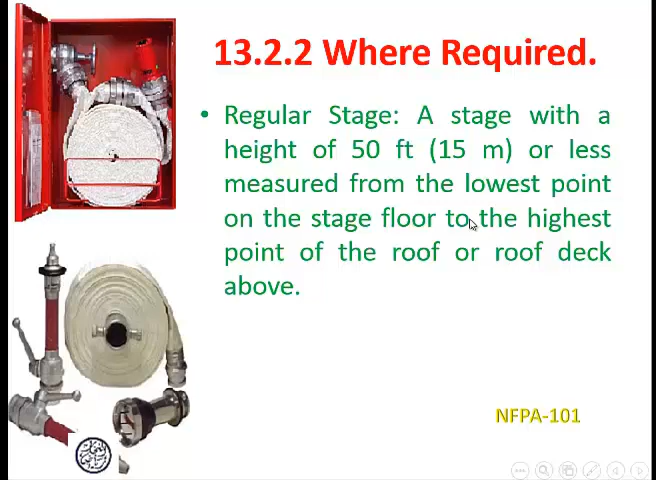 13.2.2 Where Required.
• Regular Stage: A stage with a
height of 50 ft (15 m) or less
measured from the lowest point
on the stage floor to the highest
point of the roof or roof deck
above.
NFPA-101